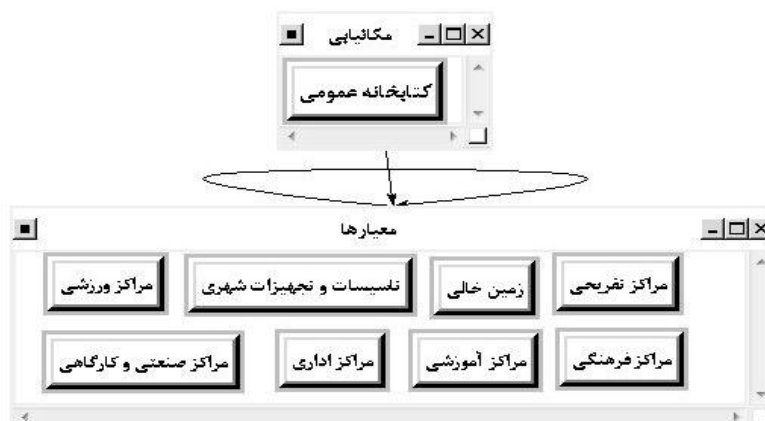 مکانیابی
کتابخانه عمومی
معیارها
مراکز تفریحی زمین خالی تاسیسات و تجهیزات شهری مراکز ورزشی
مراکز فرهنگی مراکز آموزشی مراکز اداری مراکز صنعتی و کارگاهی